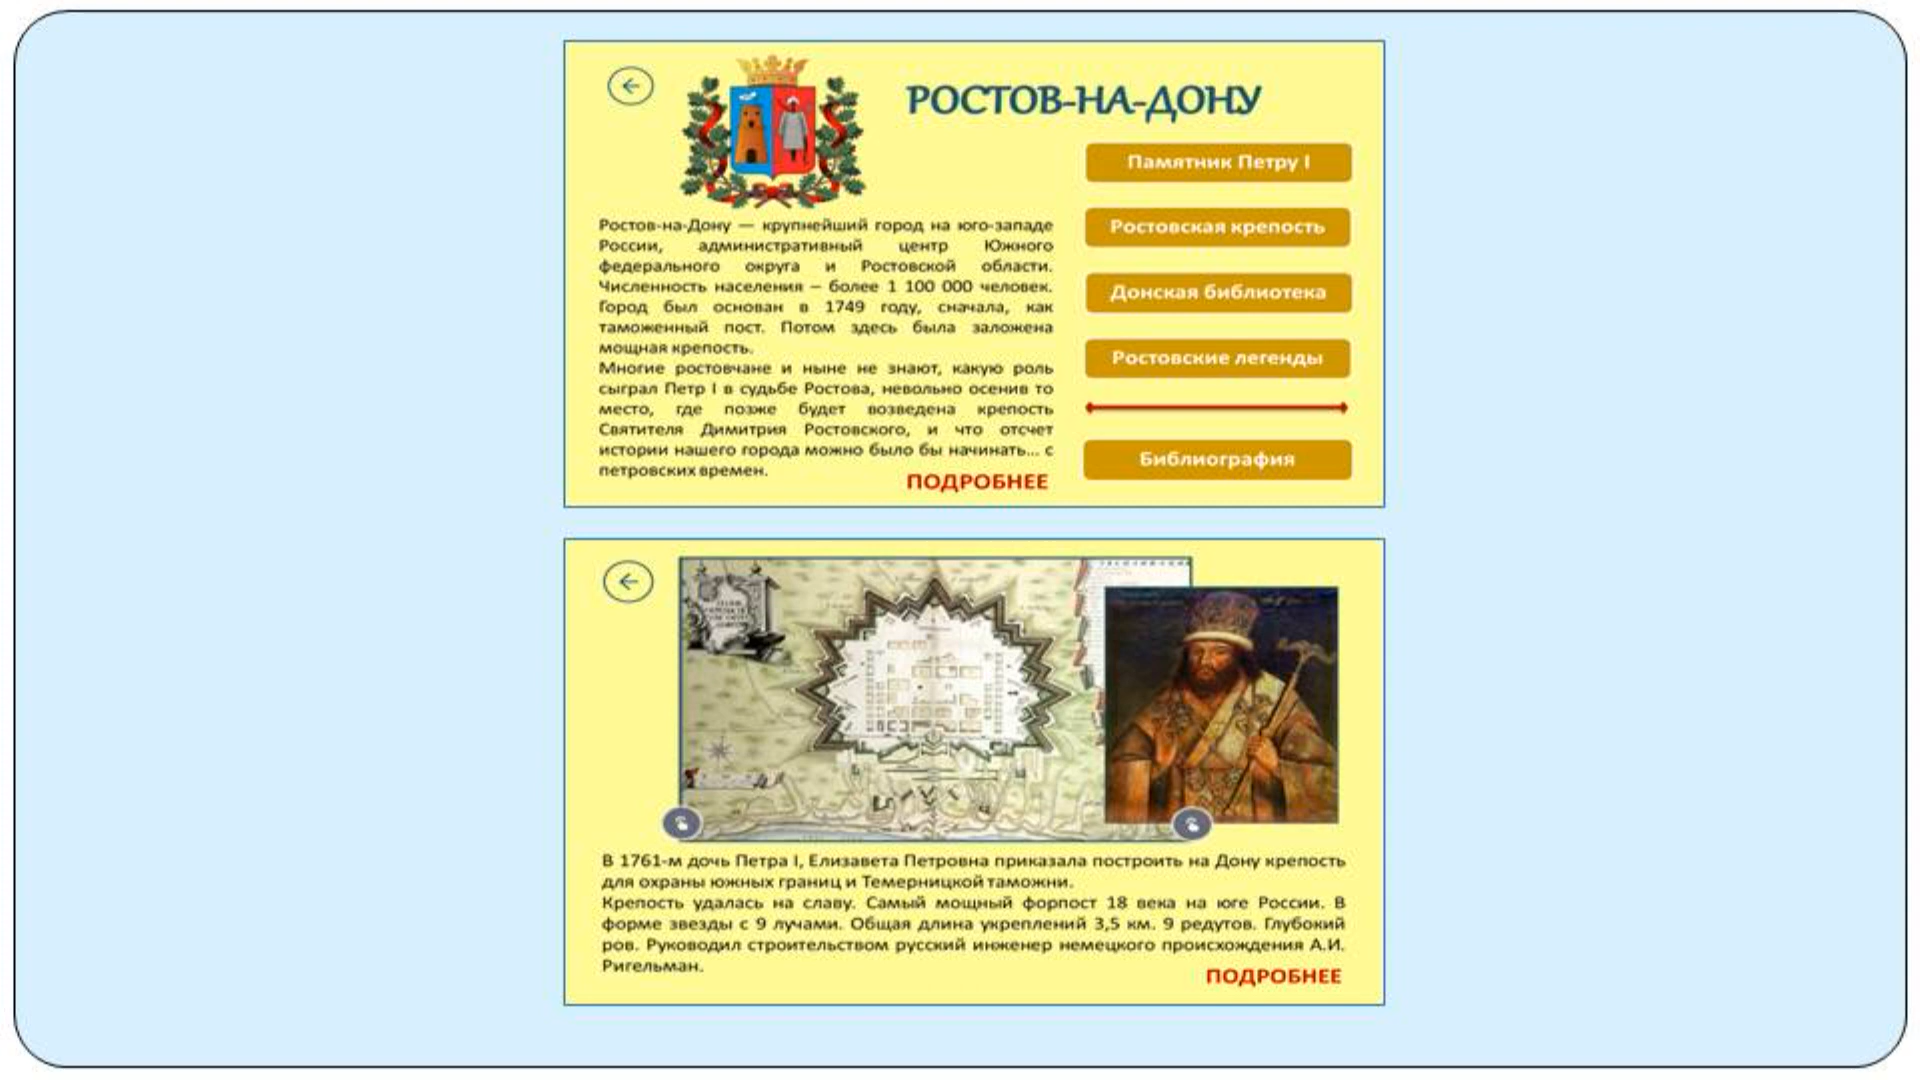 РОСТОВ-НА-ДОНУ
Ростов-на-Дону — крупнейший город на юго-западе
России, административный центр Южного
федерального округа и Ростовской области.
Численность населения – более 1 100 000 человек.
Город был основан в 1749 году, сначала, как
таможенный пост. Потом здесь была заложена
мощная крепость.
Многие ростовчане и ныне не знают, какую роль
сыграл Петр I в судьбе Ростова, невольно осенив то
место, где позже будет возведена крепость
Святителя Димитрия Ростовского, и что отсчет
истории нашего города можно было бы начинать... с
петровских времен.
ПОДРОБНЕЕ
Памятник Петру I
Ростовская крепость
Донская библиотека
Ростовские легенды
Библиография
В 1761-м дочь Петра I, Елизавета Петровна приказала построить на Дону крепость
для охраны южных границ и Темерницкой таможни.
Крепость удалась на славу. Самый мощный форпост 18 века на юге России. В
форме звезды с 9 лучами. Общая длина укреплений 3,5 км. 9 редутов. Глубокий
ров. Руководил строительством русский инженер немецкого происхождения А.И.
Ригельман.
ПОДРОБНЕЕ